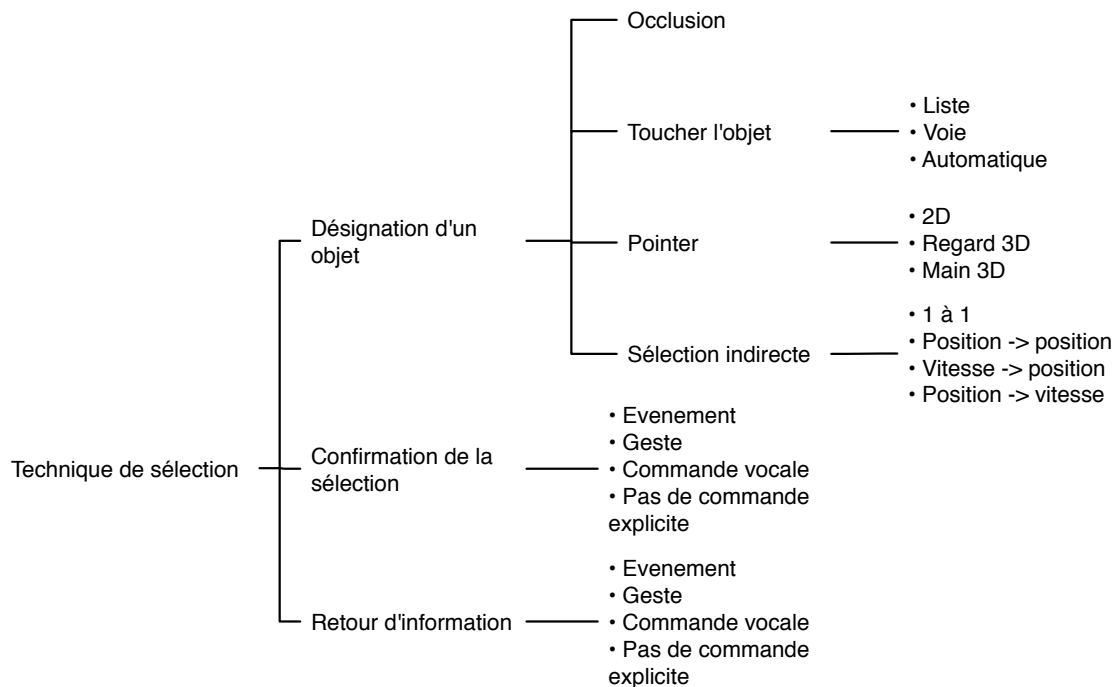 Occlusion
Toucher l'objet
• Liste
• Voie
• Automatique
Désignation d'un
objet
Pointer
• 2D
• Regard 3D
• Main 3D
Sélection indirecte
• 1 à 1
• Position -> position
• Vitesse -> position
• Position -> vitesse
Technique de sélection
Confirmation de la
sélection
• Evenement
• Geste
• Commande vocale
• Pas de commande
explicite
Retour d'information
• Evenement
• Geste
• Commande vocale
• Pas de commande
explicite